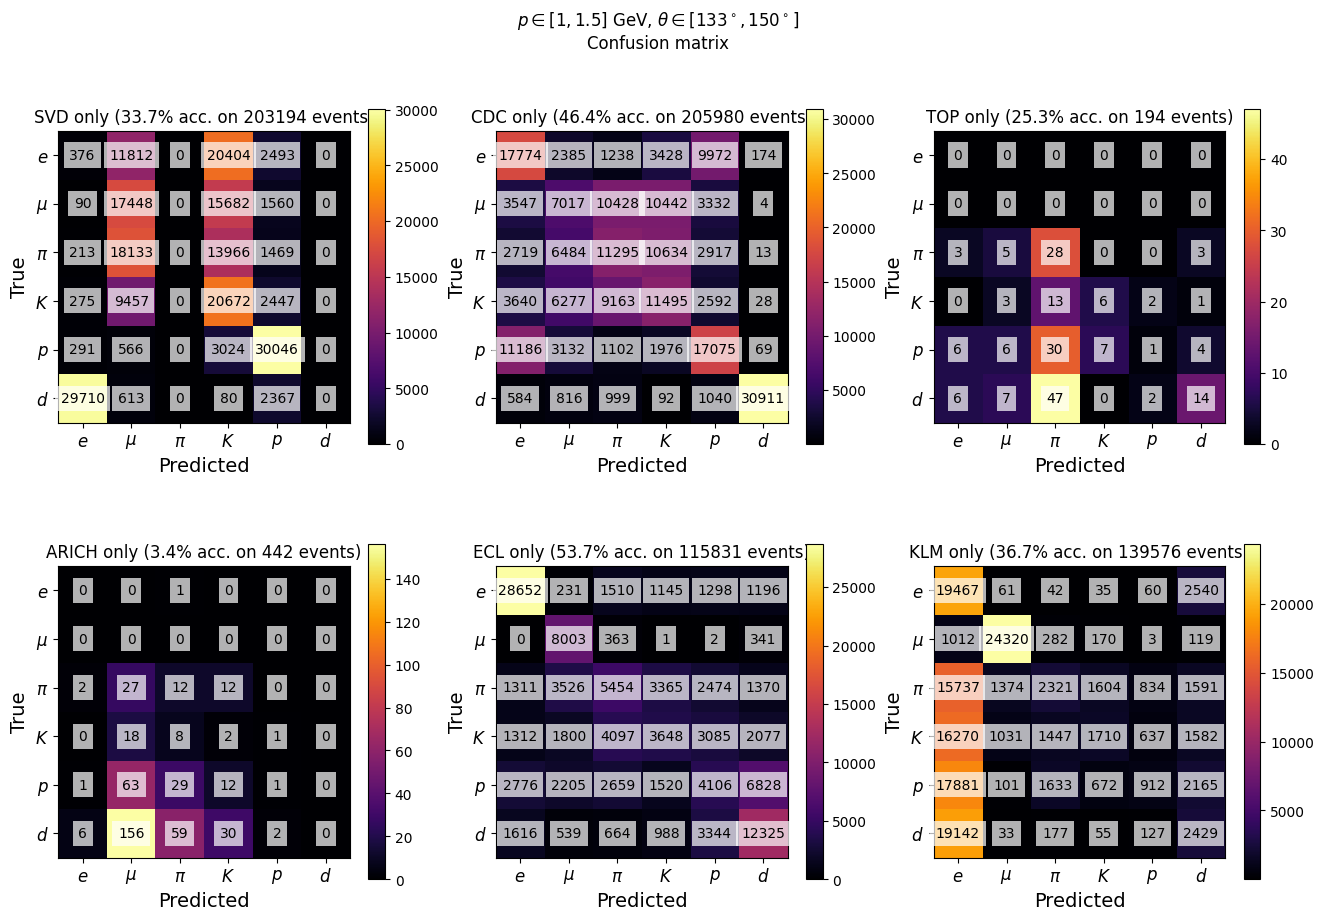 p ∈ [1, 1.5] GeV, θ ∈ [133°, 150°]
Confusion matrix
SVD only (33.7% acc. on 203194 events
True
e 376 11812 0 20404 2493 0
μ 90 17448 0 15682 1560 0
π 213 18133 0 13966 1469 0
K 275 9457 0 20672 2447 0
p 291 566 0 3024 30046 0
d 29710 613 0 80 2367 0
e μ π K p d
Predicted
30000
25000
20000
15000
10000
5000
0
CDC only (46.4% acc. on 205980 events
True
e 17774 2385 1238 3428 9972 174
μ 3547 7017 10428 10442 3332 4
π 2719 6484 11295 10634 2917 13
K 3640 6277 9163 11495 2592 28
p 11186 3132 1102 1976 17075 69
d 584 816 999 92 1040 30911
e μ π K p d
Predicted
30000
25000
20000
15000
10000
5000
TOP only (25.3% acc. on 194 events)
True
e 0 0 0 0 0 0
μ 0 0 0 0 0 0
π 3 5 28 0 0 3
K 0 3 13 6 2 1
p 6 6 30 7 1 4
d 6 7 47 0 2 14
e μ π K p d
Predicted
40
30
20
10
0
ARICH only (3.4% acc. on 442 events)
True
e 0 0 1 0 0 0
μ 0 0 0 0 0 0
π 2 27 12 12 0 0
K 0 18 8 2 1 0
p 1 63 29 12 1 0
d 6 156 59 30 2 0
e μ π K p d
Predicted
140
120
100
80
60
40
20
0
ECL only (53.7% acc. on 115831 events)
True
e 28652 231 1510 1145 1298 1196
μ 0 8003 363 1 2 341
π 1311 3526 5454 3365 2474 1370
K 1312 1800 4097 3648 3085 2077
p 2776 2205 2659 1520 4106 6828
d 1616 539 664 988 3344 12325
e μ π K p d
Predicted
25000
20000
15000
10000
5000
0
KLM only (36.7% acc. on 139576 events
True
e 19467 61 42 35 60 2540
μ 1012 24320 282 170 3 119
π 15737 1374 2321 1604 834 1591
K 16270 1031 1447 1710 637 1582
p 17881 101 1633 672 912 2165
d 19142 33 177 55 127 2429
e μ π K p d
Predicted
20000
15000
10000
5000